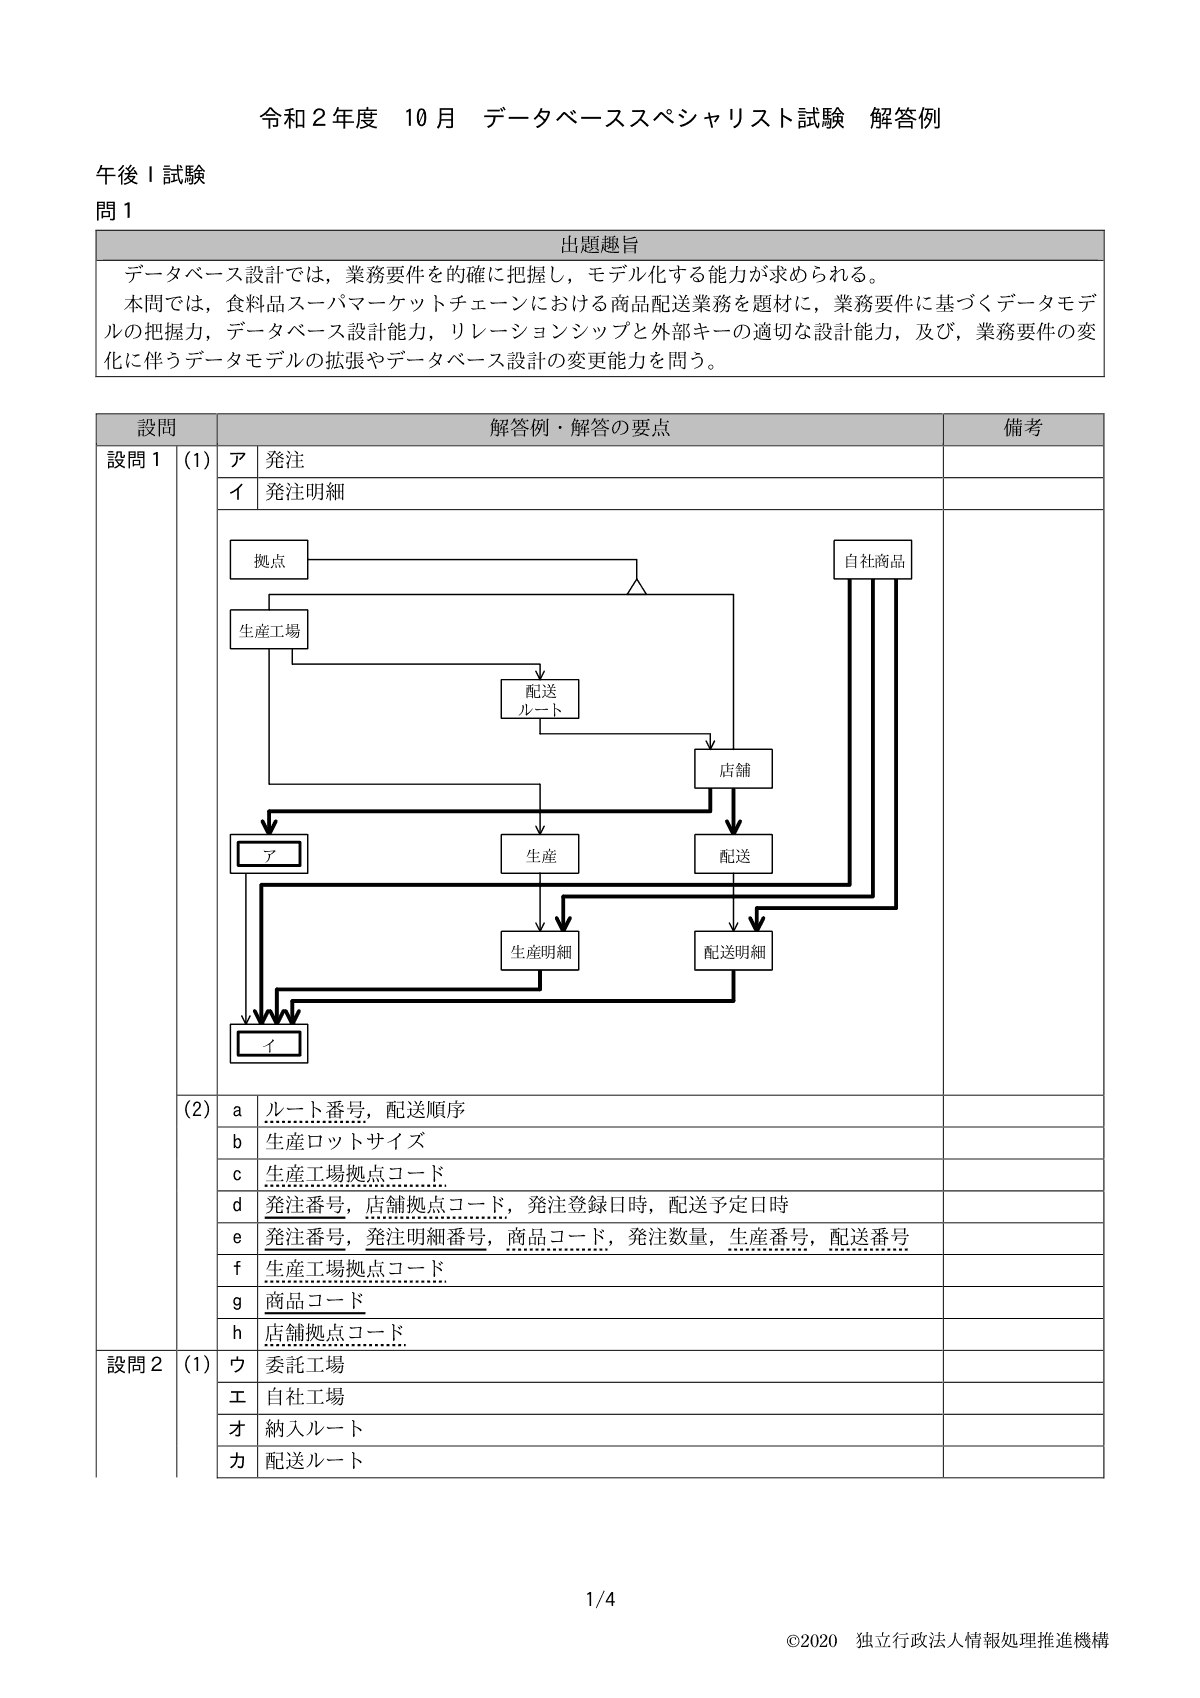 令和２年度　10 月　データベーススペシャリスト試験　解答例
午後Ⅰ試験
問１
出題趣旨
データベース設計では，業務要件を的確に把握し，モデル化する能力が求められる。
本問では，食料品スーパマーケットチェーンにおける商品配送業務を題材に，業務要件に基づくデータモデ
ルの把握力，データベース設計能力，リレーションシップと外部キーの適切な設計能力，及び，業務要件の変
化に伴うデータモデルの拡張やデータベース設計の変更能力を問う。
設問 解答例・解答の要点 備考
設問１ (1) ア 発注
イ 発注明細
拠点 自社商品
生産工場
配送
ルート
店舗
ア 生産 配送
生産明細 配送明細
イ
(2) a ルート番号，配送順序
b 生産ロットサイズ
c 生産工場拠点コード
d 発注番号，店舗拠点コード，発注登録日時，配送予定日時
e 発注番号，発注明細番号，商品コード，発注数量，生産番号，配送番号
f 生産工場拠点コード
g 商品コード
h 店舗拠点コード
設問２ (1) ウ 委託工場
エ 自社工場
オ 納入ルート
カ 配送ルート
1/4
©2020　独立行政法人情報処理推進機構